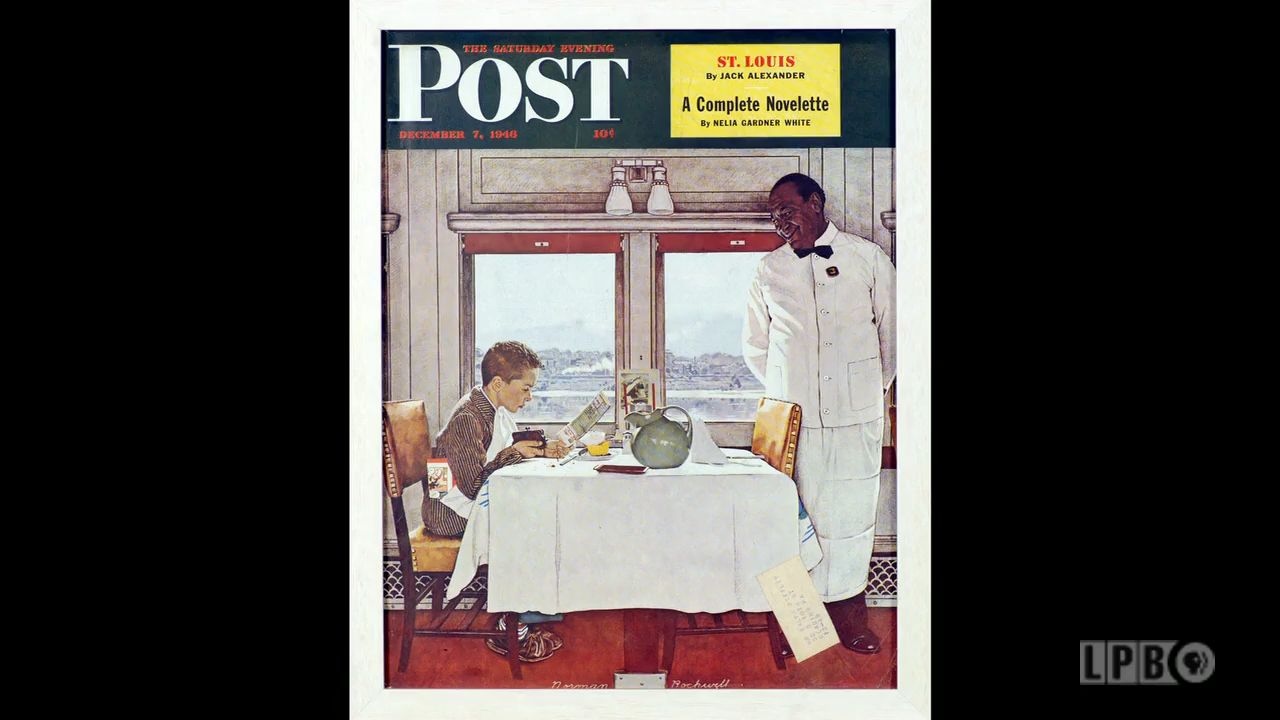 THE SATURDAY EVENING
POST
DECEMBER 7, 1946 10¢
ST. LOUIS
By JACK ALEXANDER
A Complete Novelette
By NELIA GARDNER WHITE
Norman Rockwell
LPB